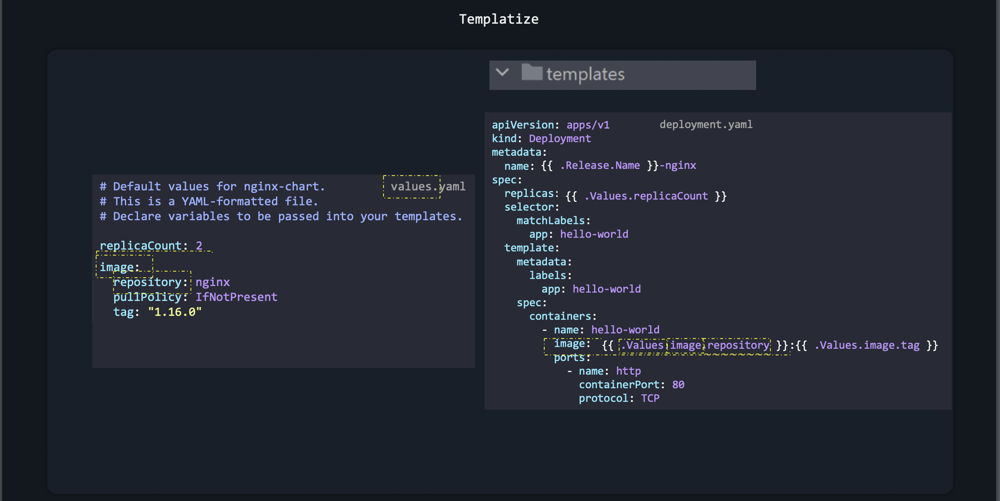 Templatize
templates
# Default values for nginx-chart.
values.yaml
# This is a YAML-formatted file.
# Declare variables to be passed into your templates.
replicaCount: 2
image:
repository: nginx
pullPolicy: IfNotPresent
tag: "1.16.0"
apiVersion: apps/v1
deployment.yaml
kind: Deployment
metadata:
name: {{ .Release.Name }}-nginx
spec:
replicas: {{ .Values.replicaCount }}
selector:
matchLabels:
app: hello-world
template:
metadata:
labels:
app: hello-world
spec:
containers:
- name: hello-world
image: {{ .Values.image.repository }}:{{ .Values.image.tag }}
ports:
- name: http
containerPort: 80
protocol: TCP